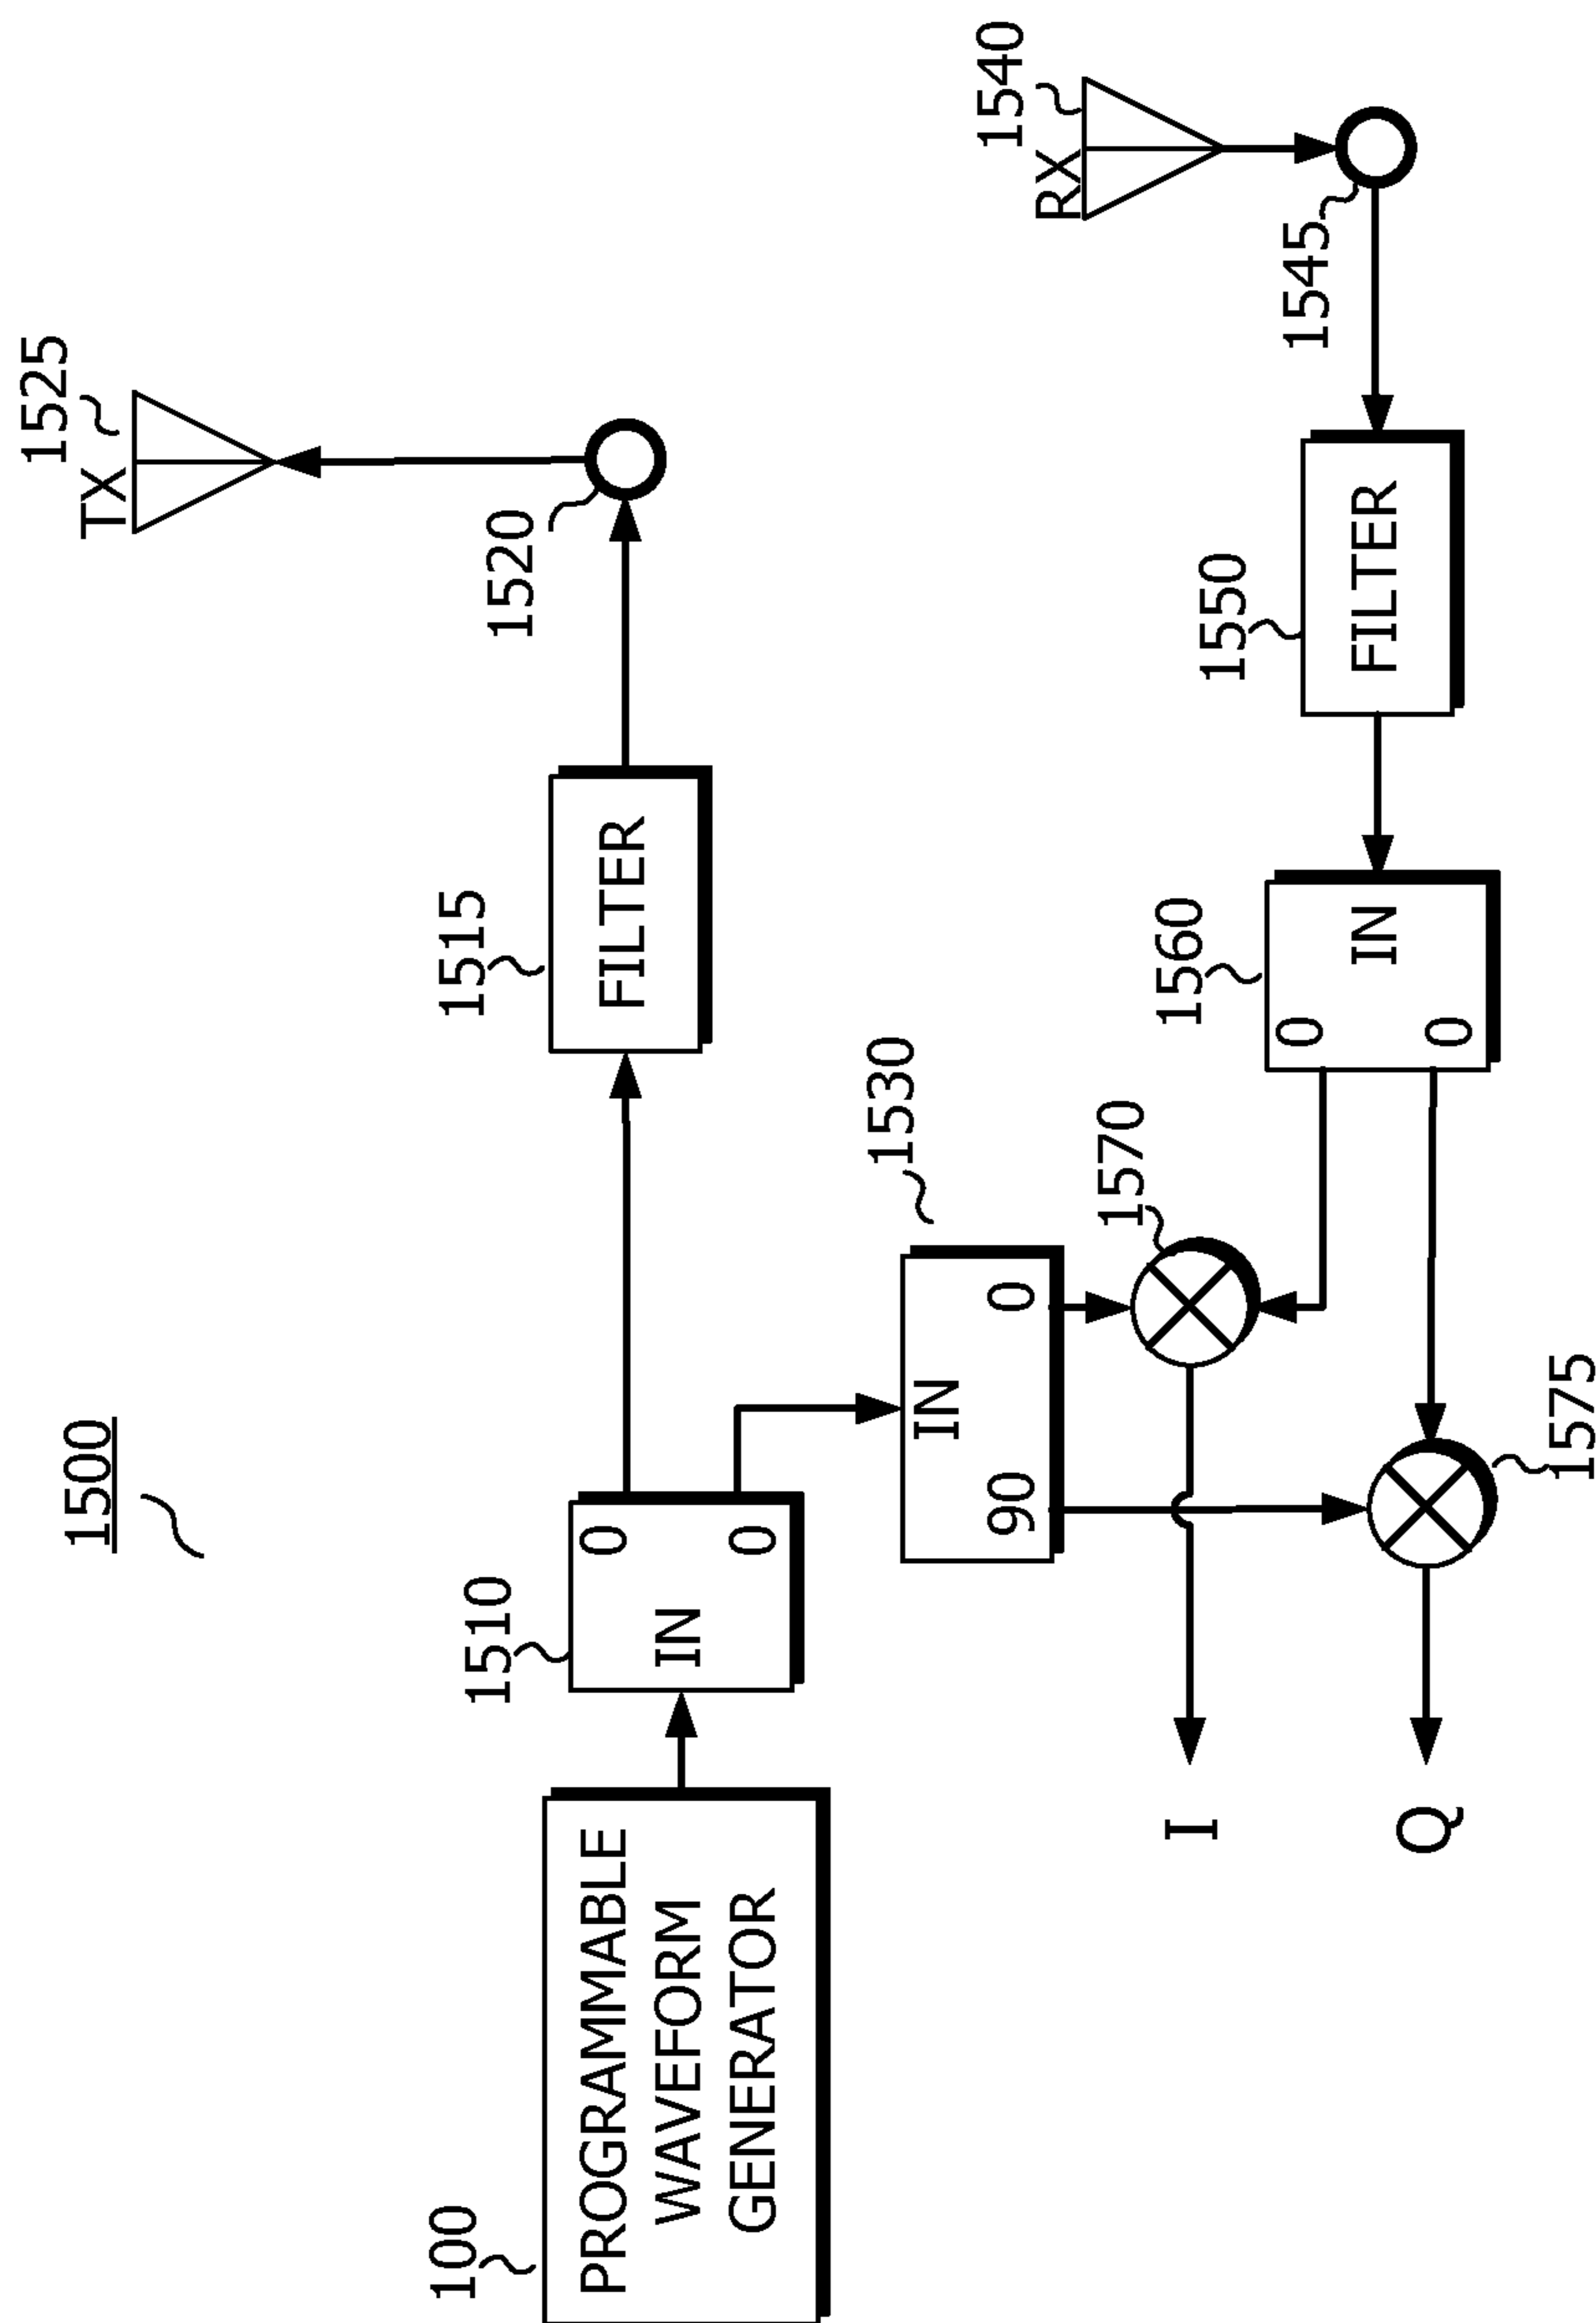 1500
100
PROGRAMMABLE
WAVEFORM
GENERATOR
1510
IN
0
0
1515
FILTER
1520
TX
1525
1530
IN
90
0
1570
1575
1560
0
0
IN
1550
FILTER
1545
RX
1540
I
Q